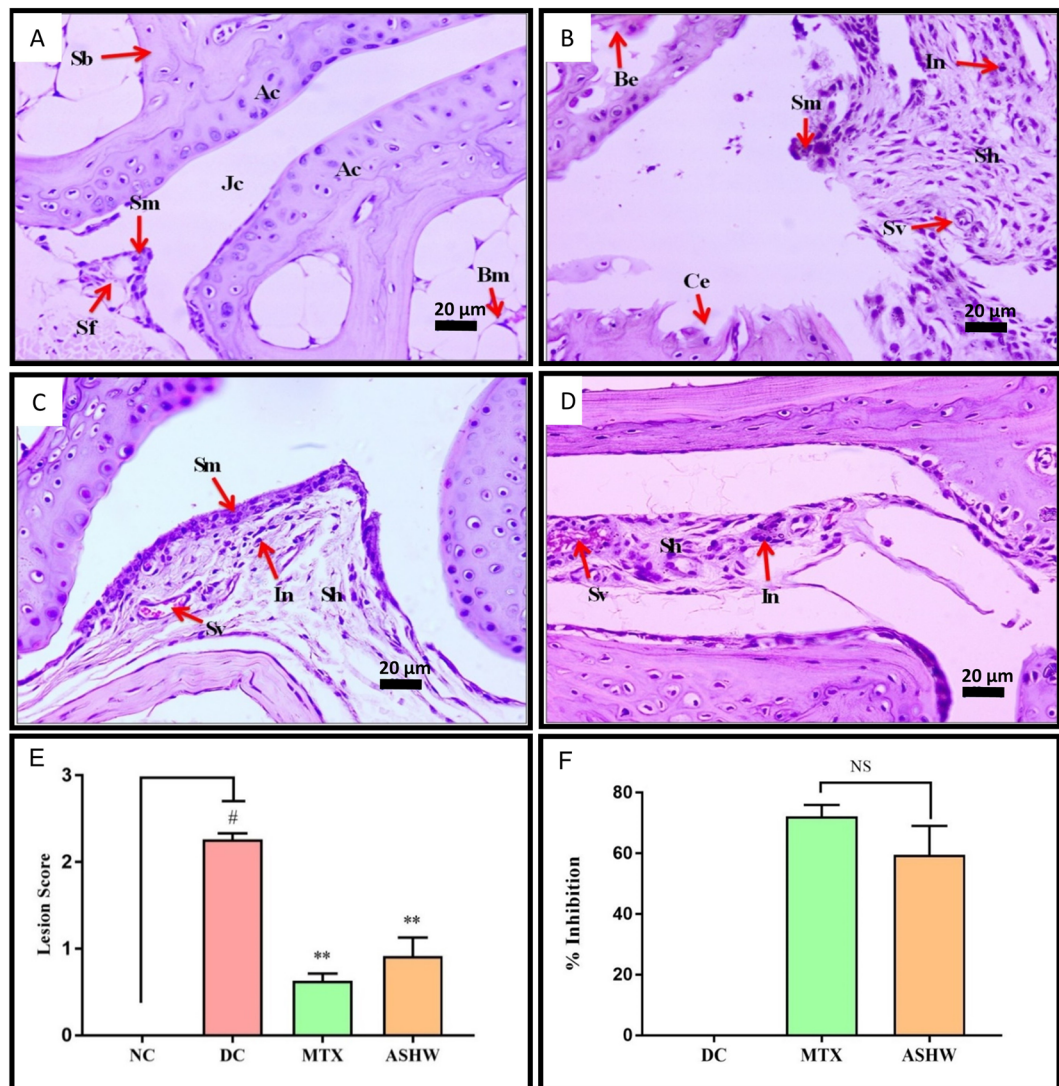 A
Sb
Ac
Ac
Jc
Sm
Bm
Sf
20 µm
B
Be
In
Sm
Sh
Sv
Ce
20 µm
C
Sm
In
Sh
Sv
20 µm
D
Sh
Sv
In
20 µm
E
Lesion Score
3
2
1
0
#
**
**
NC DC MTX ASHW
F
% Inhibition
80
60
40
20
0
NS
DC MTX ASHW